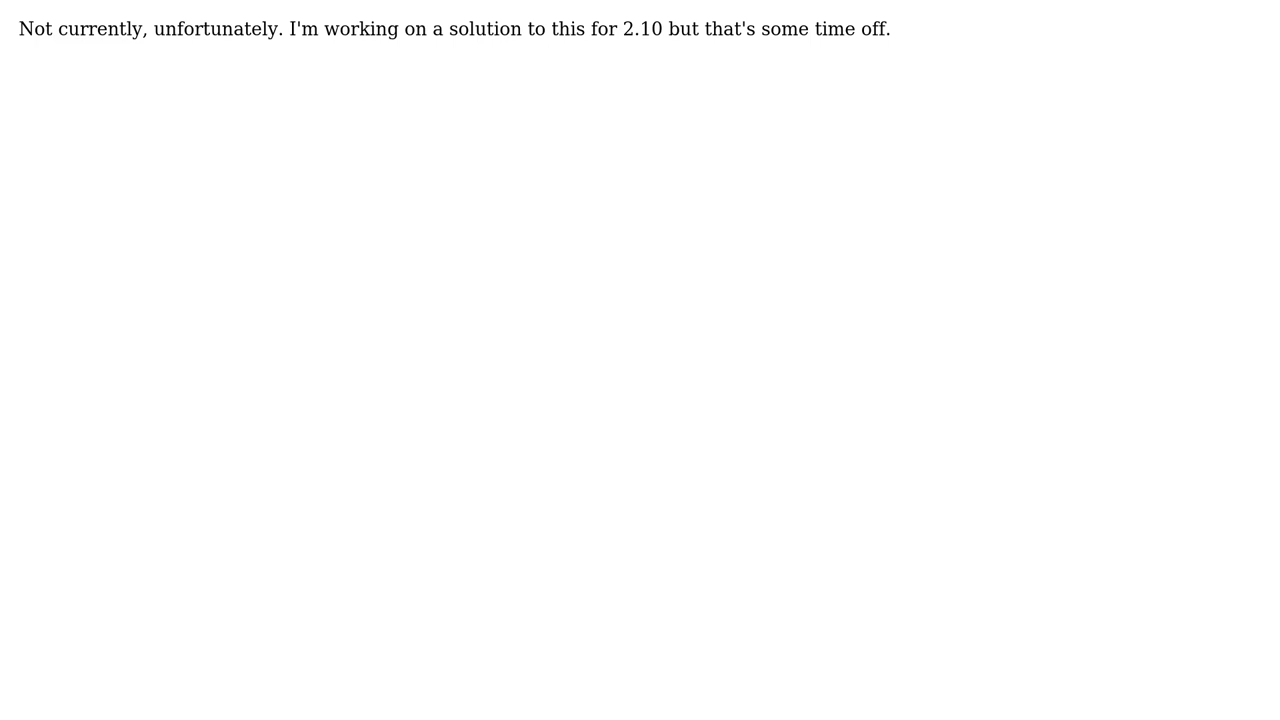 Not currently, unfortunately. I'm working on a solution to this for 2.10 but that's some time off.